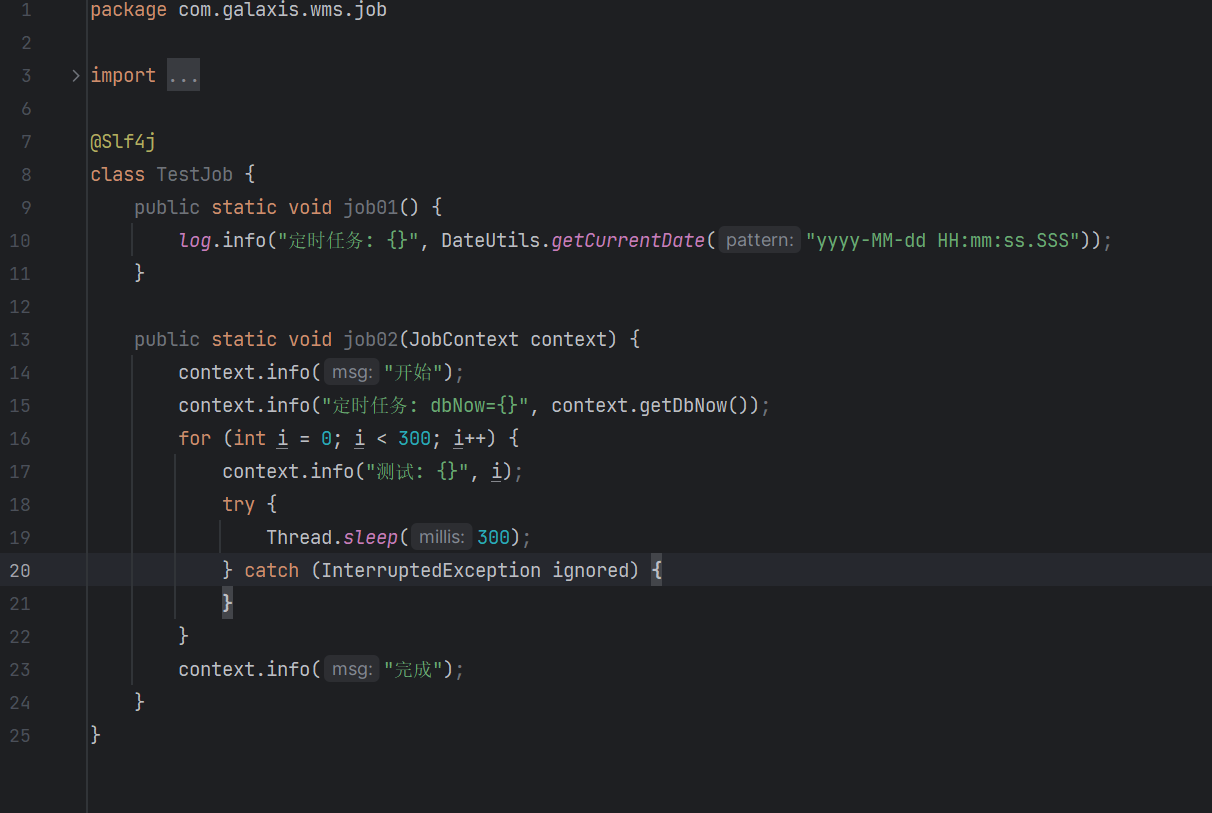 1 package com.galaxis.wms.job
2
3 import ...
6
7 @Slf4j
8 class TestJob {
9 public static void job01() {
10 log.info("定时任务: {}", DateUtils.getCurrentDate( pattern: "yyyy-MM-dd HH:mm:ss.SSS"));
11 }
12
13 public static void job02(JobContext context) {
14 context.info( msg: "开始");
15 context.info("定时任务: dbNow={}", context.getDbNow());
16 for (int i = 0; i < 300; i++) {
17 context.info("测试: {}", i);
18 try {
19 Thread.sleep( millis: 300);
20 } catch (InterruptedException ignored) {
21 }
22 }
23 context.info( msg: "完成");
24 }
25 }